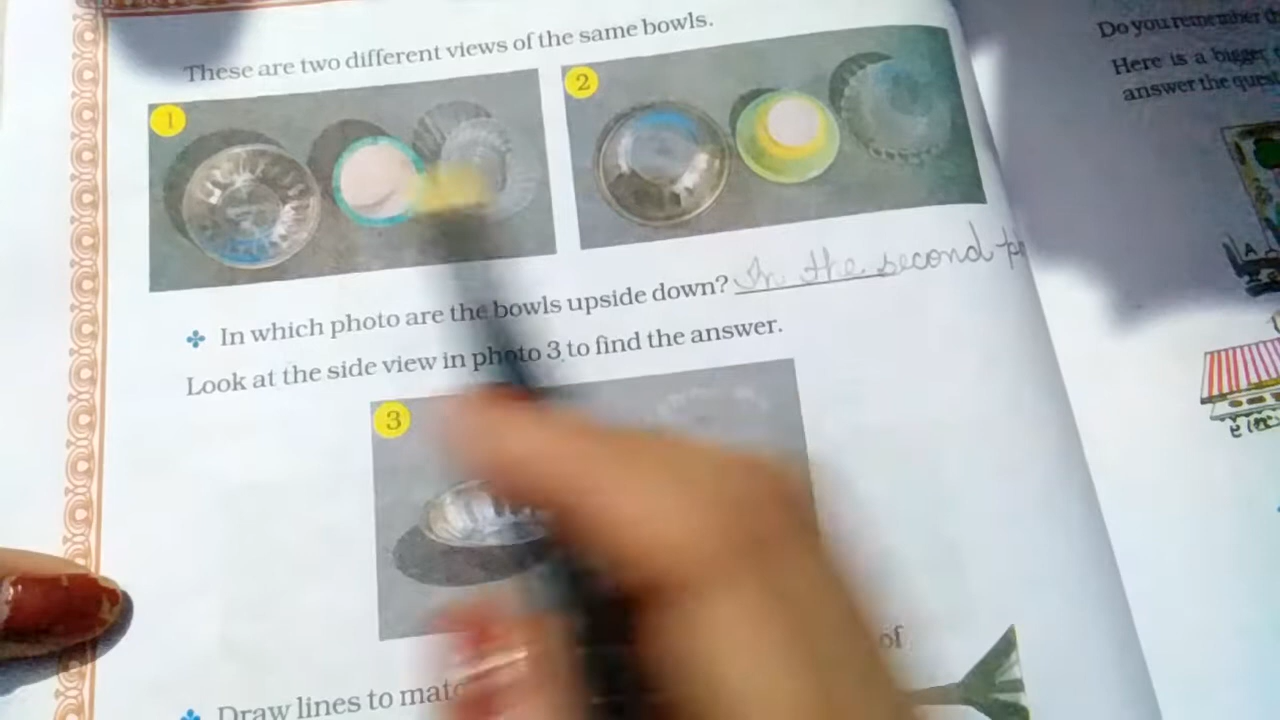 These are two different views of the same bowls.
1
2
In which photo are the bowls upside down? In the second
Look at the side view in photo 3 to find the answer.
3
of
Draw lines to
Do you remember
Here is a bigger
answer the
A